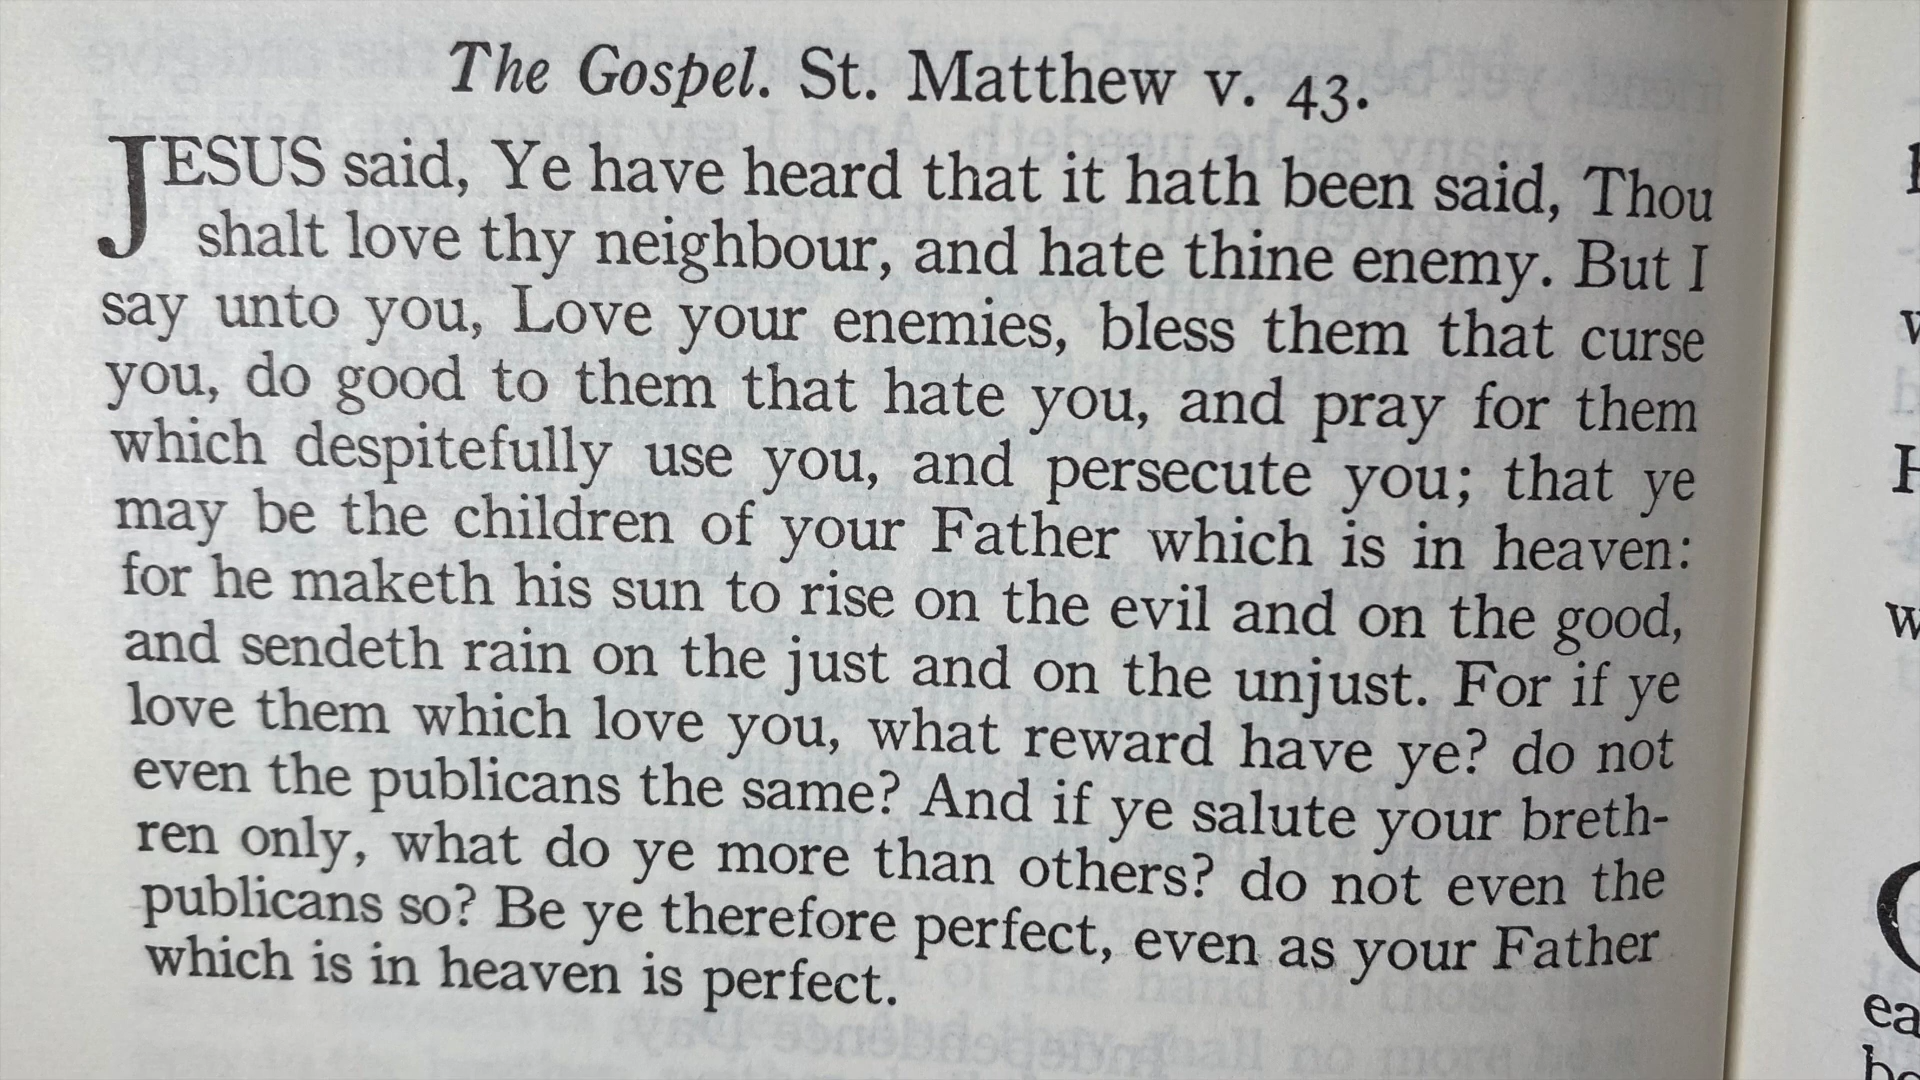 The Gospel. St. Matthew v. 43.
JESUS said, Ye have heard that it hath been said, Thou
shalt love thy neighbour, and hate thine enemy. But I
say unto you, Love your enemies, bless them that curse
you, do good to them that hate you, and pray for them
which despitefully use you, and persecute you; that ye
may be the children of your Father which is in heaven:
for he maketh his sun to rise on the evil and on the good,
and sendeth rain on the just and on the unjust. For if ye
love them which love you, what reward have ye? do not
even the publicans the same? And if ye salute your breth-
ren only, what do ye more than others? do not even the
publicans so? Be ye therefore perfect, even as your Father
which is in heaven is perfect.